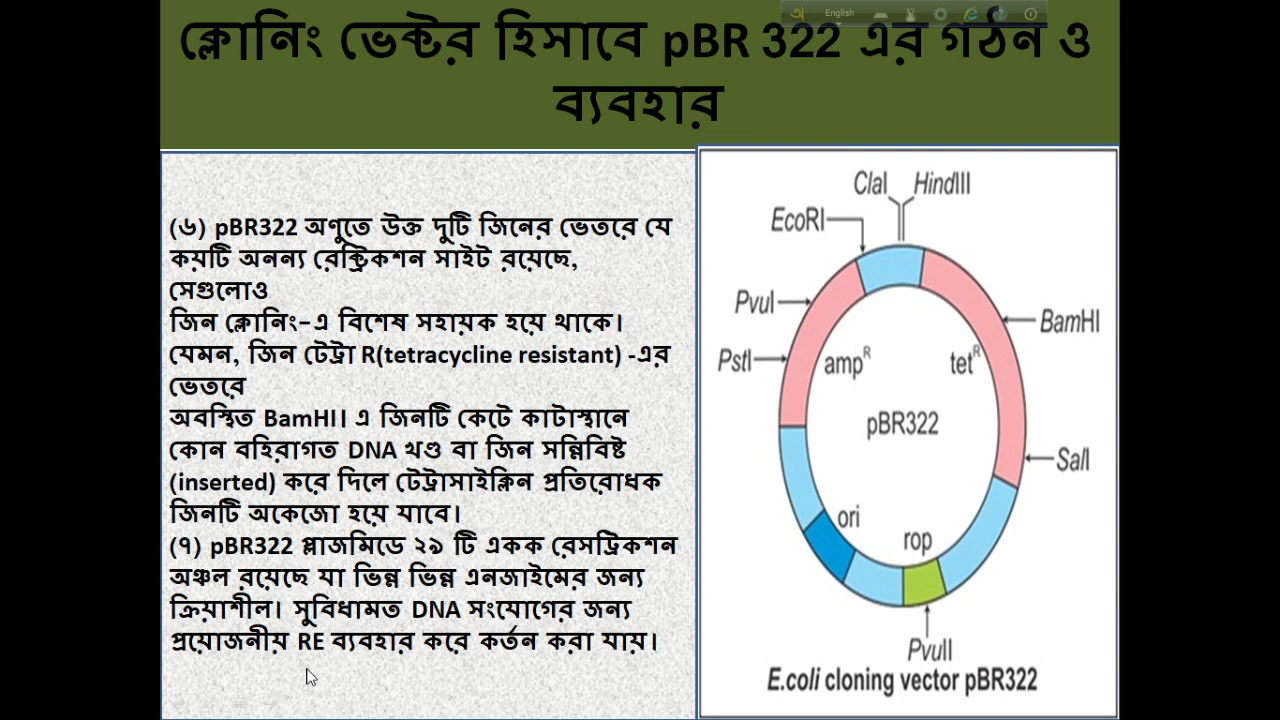 English
ক্লোনিং ভেক্টর হিসাবে pBR 322 এর গঠন ও
ব্যবহার
(৬) pBR322 অণুতে উক্ত দুটি জিনের ভেতরে যে
কয়টি অনন্য রেস্ট্রিকশন সাইট রয়েছে,
সেগুলোও
জিন ক্লোনিং-এ বিশেষ সহায়ক হয়ে থাকে।
যেমন, জিন টেট্রা R(tetracycline resistant) -এর
ভেতরে
অবস্থিত BamHI। এ জিনটি কেটে কাটাস্থানে
কোন বহিরাগত DNA খণ্ড বা জিন সন্নিবিষ্ট
(inserted) করে দিলে টেট্রাসাইক্লিন প্রতিরোধক
জিনটি অকেজো হয়ে যাবে।
(৭) pBR322 প্লাজমিডে ২৯ টি একক রেসট্রিকশন
অঞ্চল রয়েছে যা ভিন্ন ভিন্ন এনজাইমের জন্য
ক্রিয়াশীল। সুবিধামত DNA সংযোগের জন্য
প্রয়োজনীয় RE ব্যবহার করে কর্তন করা যায়।
ClaI HindIII
EcoRI
PvuI
BamHI
PstI
ampR
tetR
pBR322
SalI
ori
rop
PvuII
E.coli cloning vector pBR322